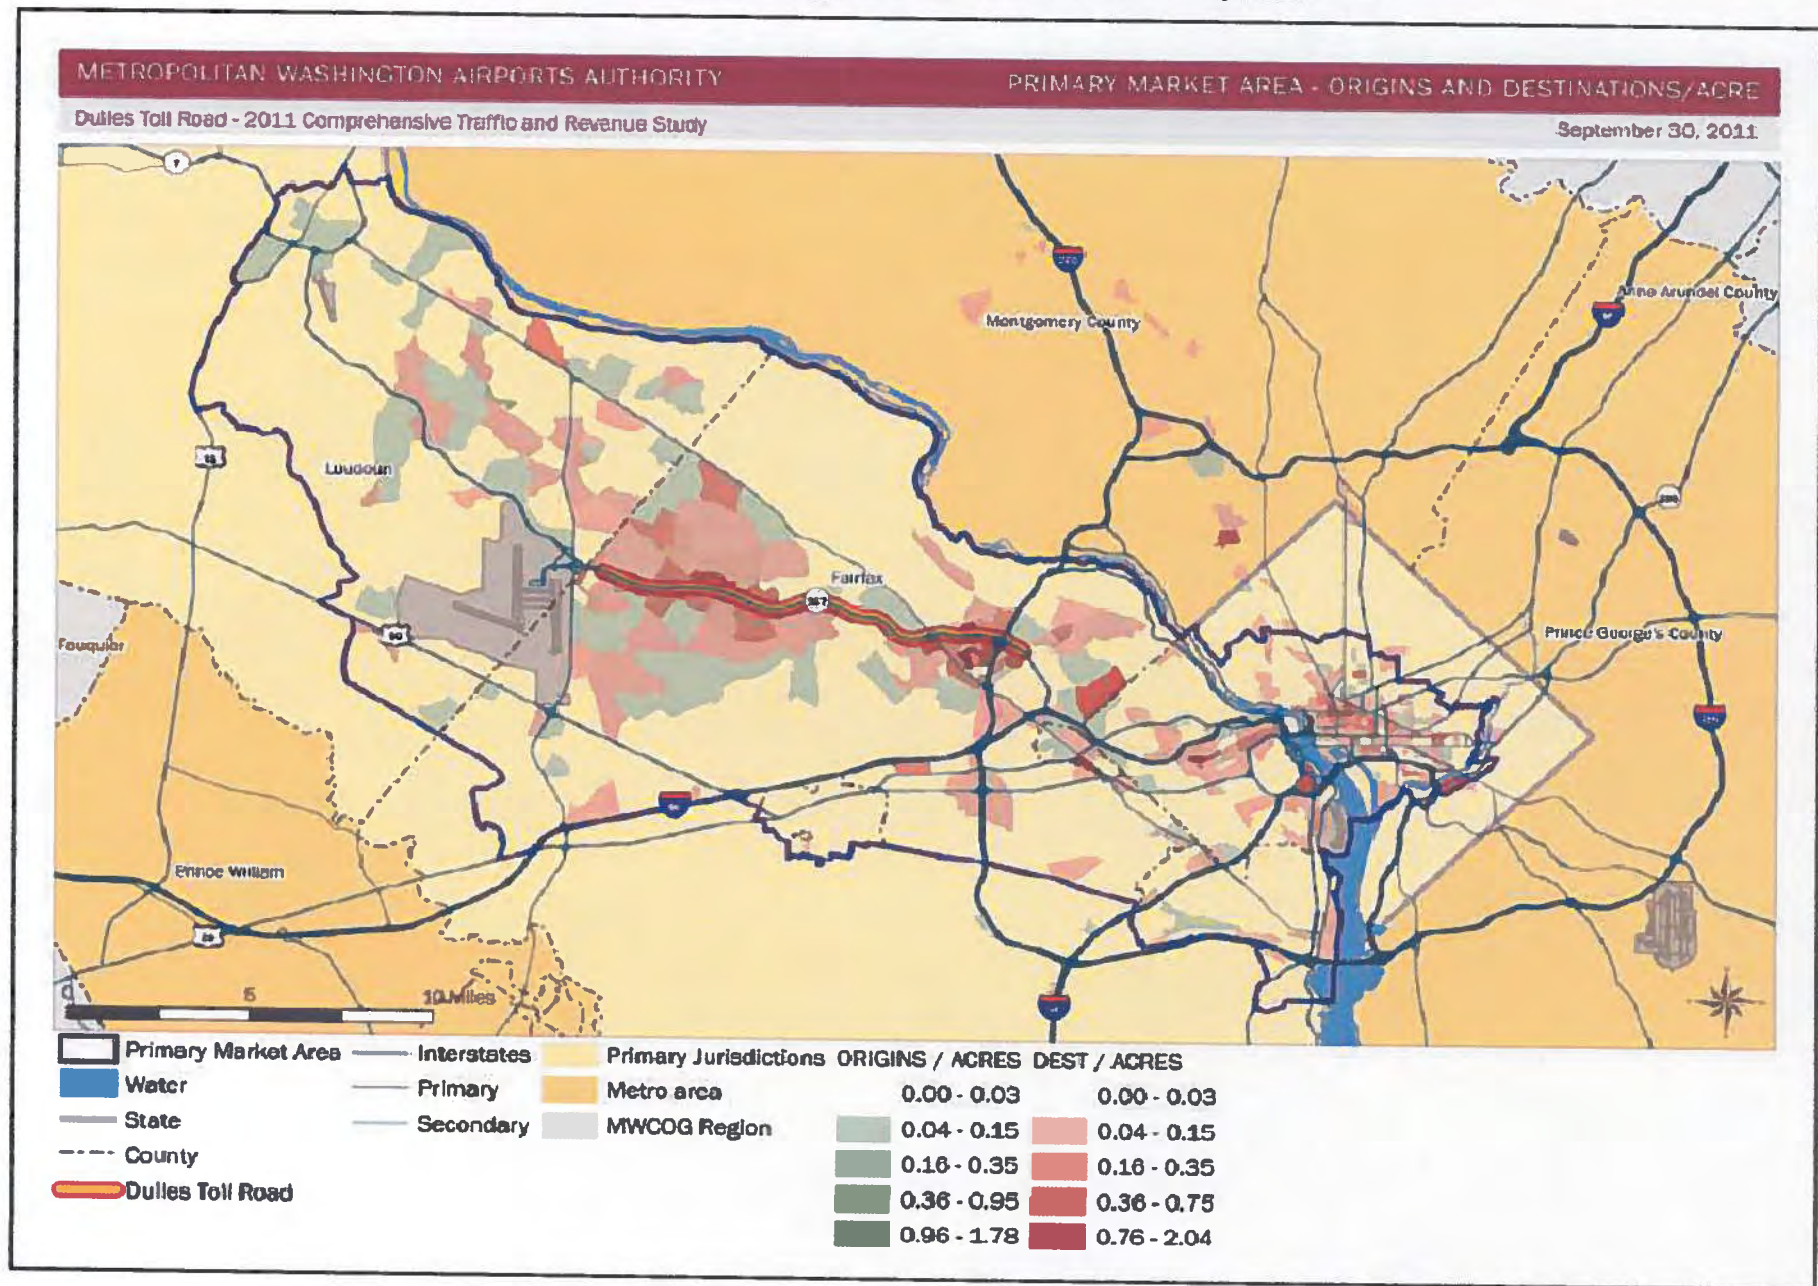 METROPOLITAN WASHINGTON AIRPORTS AUTHORITY
PRIMARY MARKET AREA - ORIGINS AND DESTINATIONS/ACRE
Dulles Toll Road - 2011 Comprehensive Traffic and Revenue Study
September 30, 2011
7
Anne Arundel County
Montgomery County
15
Loudoun
Fairfax
267
50
Prince George's County
Fauquier
Prince William
0 5 10 Miles
Primary Market Area
Water
State
County
Dulles Toll Road
Interstates
Primary
Secondary
Primary Jurisdictions
Metro area
MWCOG Region
ORIGINS / ACRES
0.00 - 0.03
0.04 - 0.15
0.16 - 0.35
0.36 - 0.95
0.96 - 1.78
DEST / ACRES
0.00 - 0.03
0.04 - 0.15
0.16 - 0.35
0.36 - 0.75
0.76 - 2.04